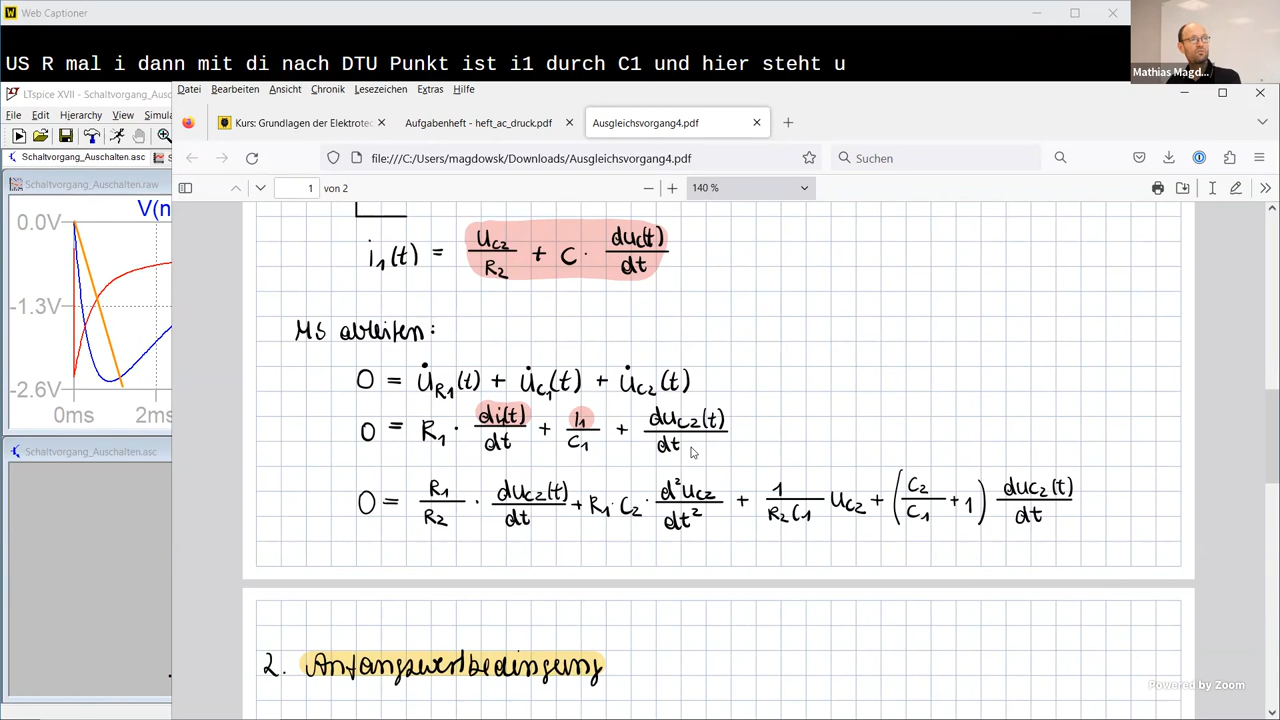 Web Captioner
US R mal i dann mit di nach DTU Punkt ist i1 durch C1 und hier steht u
Mathias Magd...
LTspice XVII - Schaltvorgang_Aus
File Edit Hierarchy View Simula
Schaltvorgang_Auschalten.asc
Schaltvorgang_Auschalten.raw
V(n
0.0V
-1.3V
-2.6V
0ms 2ms
Schaltvorgang_Auschalten.asc
Datei Bearbeiten Ansicht Chronik Lesezeichen Extras Hilfe
Kurs: Grundlagen der Elektrotec
Aufgabenheft - heft_ac_druck.pdf
Ausgleichsvorgang4.pdf
file:///C:/Users/magdowsk/Downloads/Ausgleichsvorgang4.pdf
Suchen
1 von 2
140 %
i₁(t) = uc2/R2 + C · duc(t)/dt
MS ableiten:
0 = u̇R1(t) + u̇C1(t) + u̇C2(t)
0 = R1 · di₁(t)/dt + i₁/C1 + duC2(t)/dt
0 = R1/R2 · duC2(t)/dt + R1 · C2 · d²uC2/dt² + 1/(R2C1) uC2 + (C2/C1 + 1) duC2(t)/dt
2. Anfangswertbedingung
Powered by Zoom